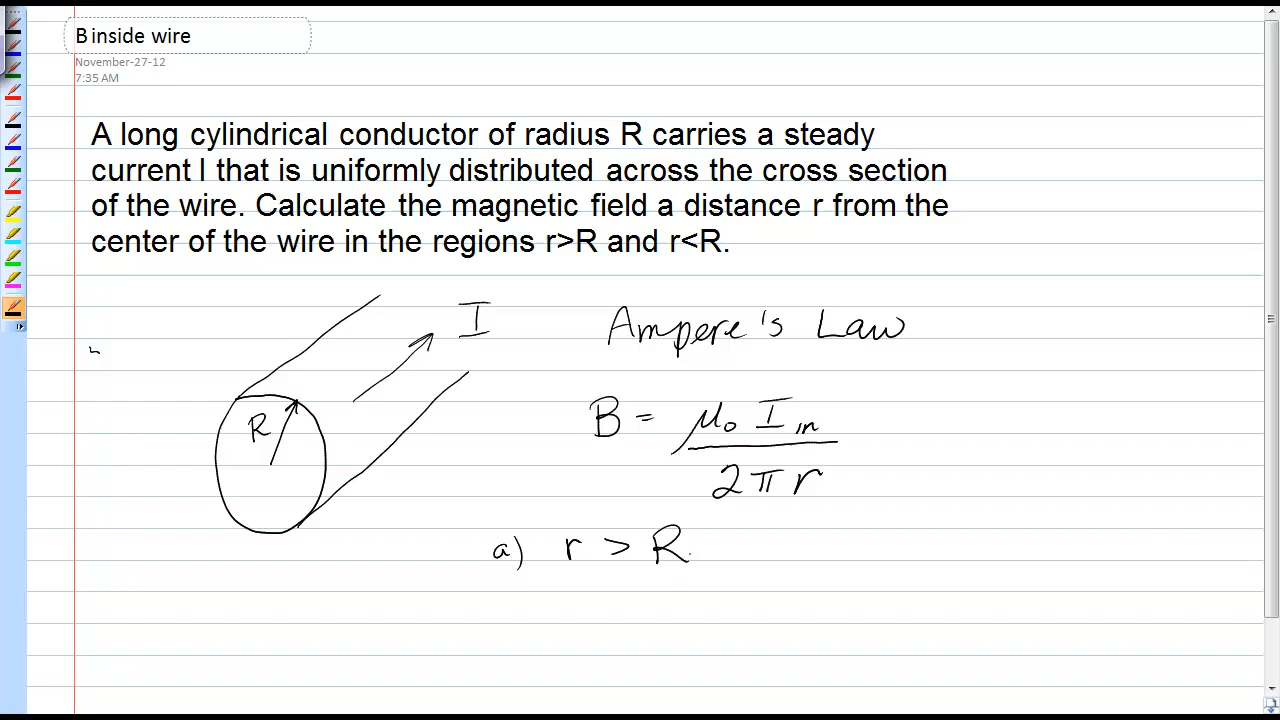 B inside wire
November-27-12
7:35 AM
A long cylindrical conductor of radius R carries a steady
current I that is uniformly distributed across the cross section
of the wire. Calculate the magnetic field a distance r from the
center of the wire in the regions r>R and r<R.
I
R
Ampere's Law
B = μ₀ I in
2πr
a) r > R